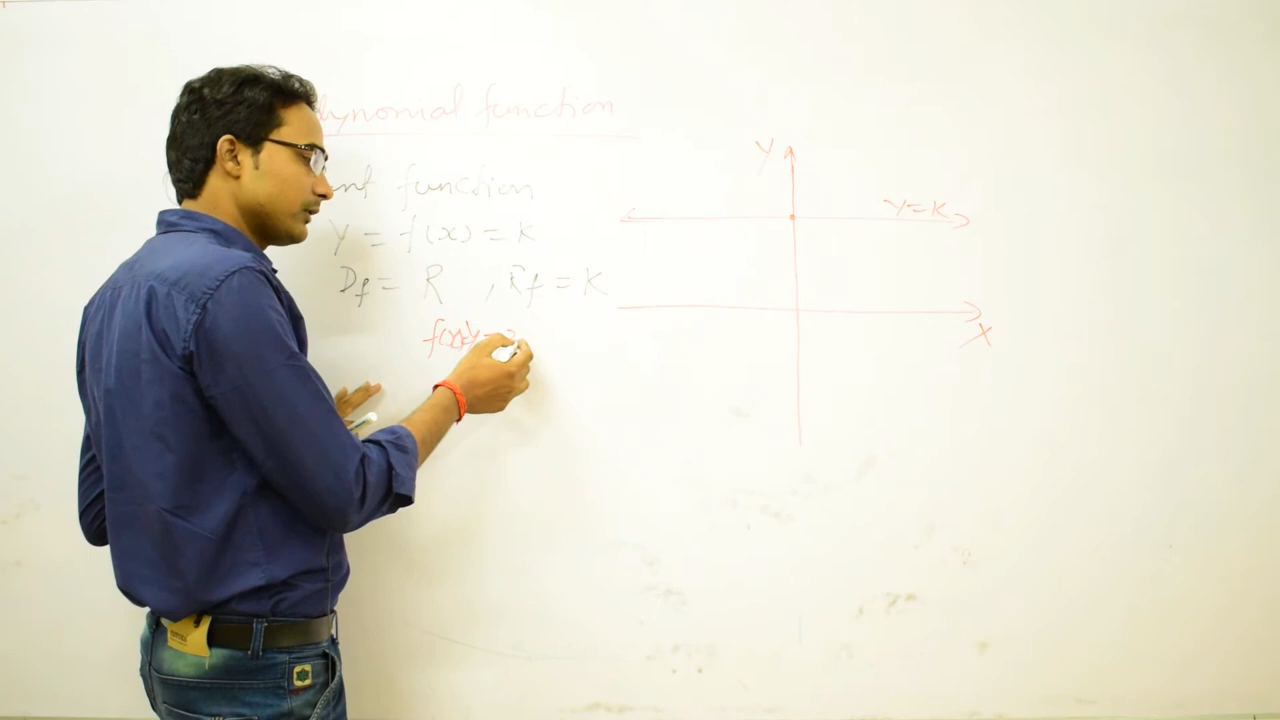 lynomial function
nt function
Y = f(x) = K
Df = R , Rf = K
Y
Y=K
X